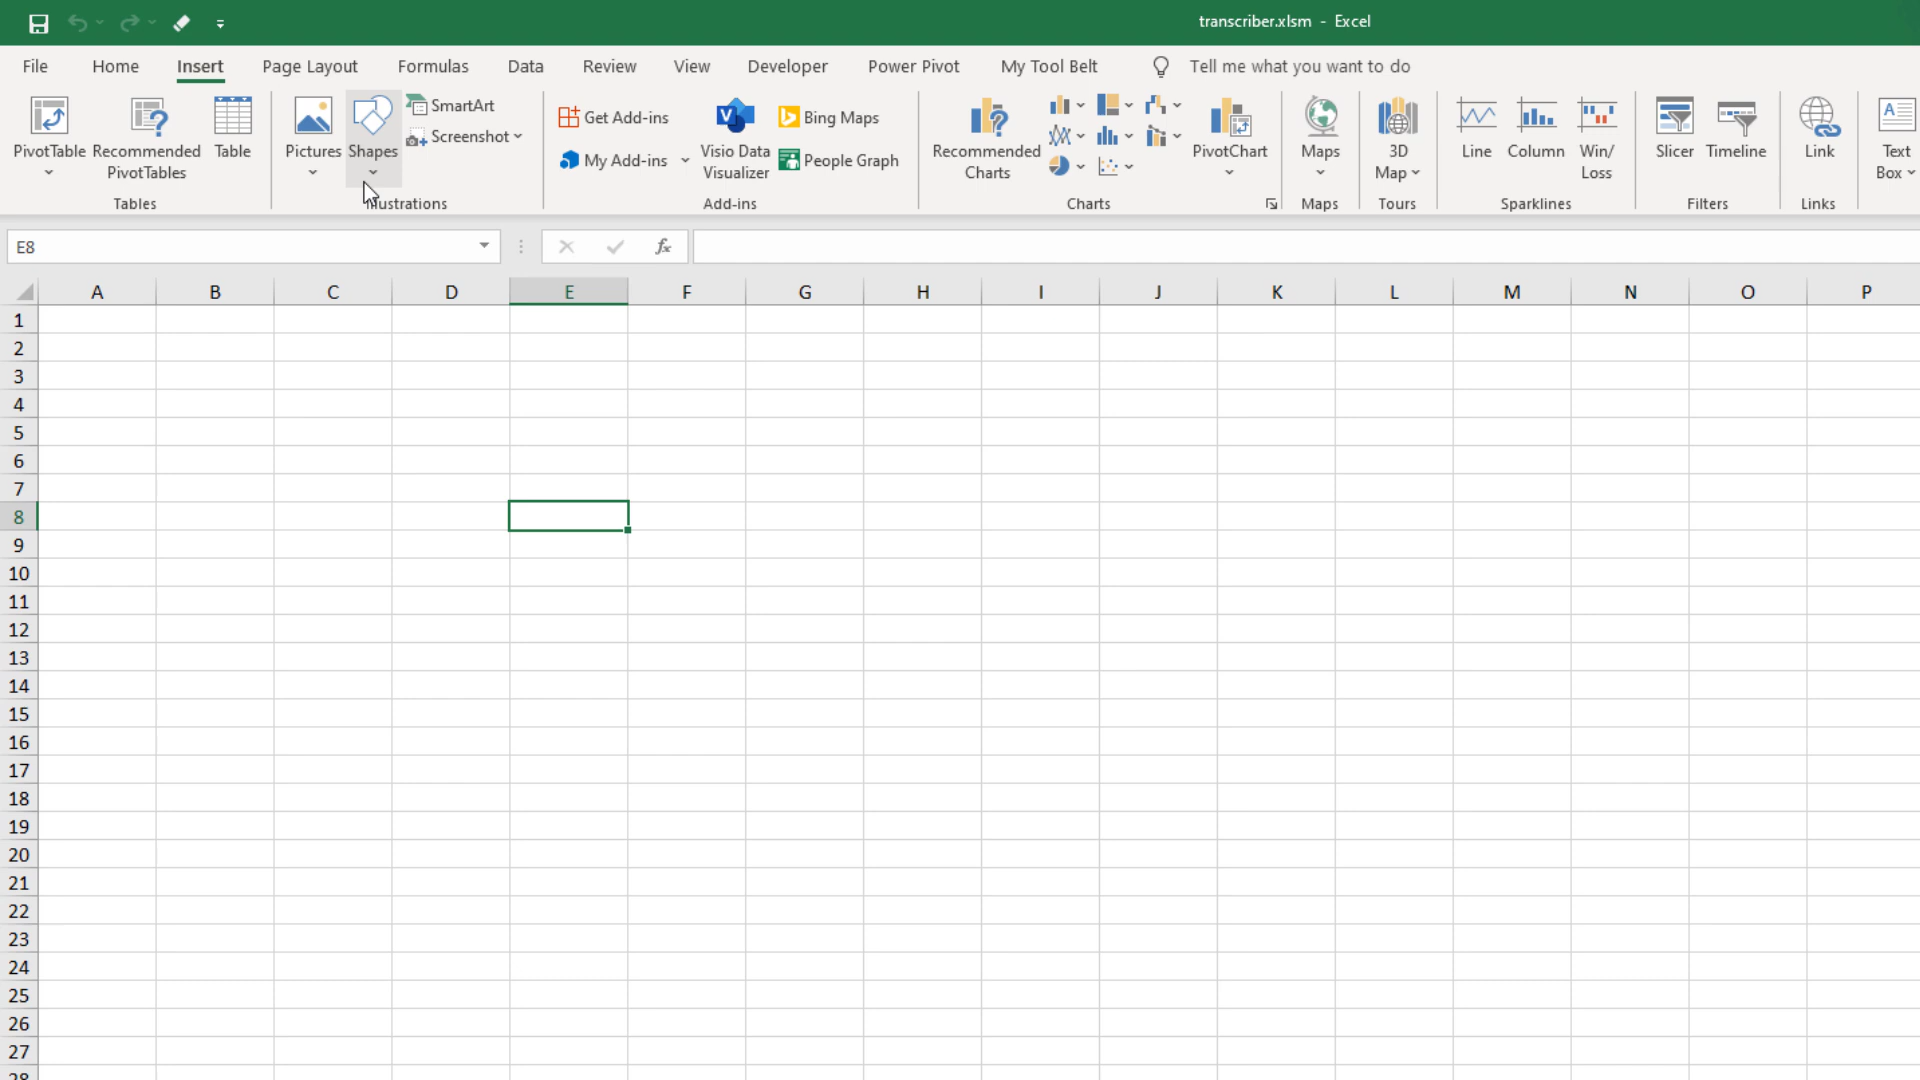 transcriber.xlsm - Excel
File Home Insert Page Layout Formulas Data Review View Developer Power Pivot My Tool Belt Tell me what you want to do
PivotTable
Recommended
PivotTables
Table
Tables
Pictures
Shapes
SmartArt
Screenshot
Illustrations
Get Add-ins
My Add-ins
Visio Data
Visualizer
Bing Maps
People Graph
Add-ins
Recommended
Charts
PivotChart
Charts
Maps
Maps
3D
Map
Tours
Line
Column
Win/
Loss
Sparklines
Slicer
Timeline
Filters
Link
Links
Text
Box
E8
fx
A B C D E F G H I J K L M N O P
1
2
3
4
5
6
7
8
9
10
11
12
13
14
15
16
17
18
19
20
21
22
23
24
25
26
27
28